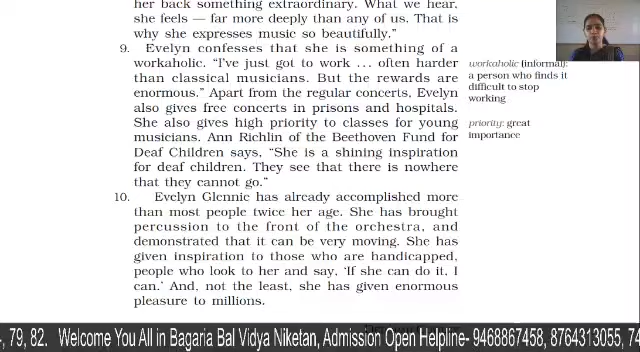 her back something extraordinary. What we hear,
she feels — far more deeply than any of us. That is
why she expresses music so beautifully.”
9. Evelyn confesses that she is something of a
workaholic. “I’ve just got to work . . . often harder
than classical musicians. But the rewards are
enormous.” Apart from the regular concerts, Evelyn
also gives free concerts in prisons and hospitals.
She also gives high priority to classes for young
musicians. Ann Richlin of the Beethoven Fund for
Deaf Children says, “She is a shining inspiration
for deaf children. They see that there is nowhere
that they cannot go.”
workaholic (informal):
a person who finds it
difficult to stop
working
priority: great
importance
10. Evelyn Glennie has already accomplished more
than most people twice her age. She has brought
percussion to the front of the orchestra, and
demonstrated that it can be very moving. She has
given inspiration to those who are handicapped,
people who look to her and say, ‘If she can do it, I
can.’ And, not the least, she has given enormous
pleasure to millions.
79, 82. Welcome You All in Bagaria Bal Vidya Niketan, Admission Open Helpline- 9468867458, 8764313055, 74